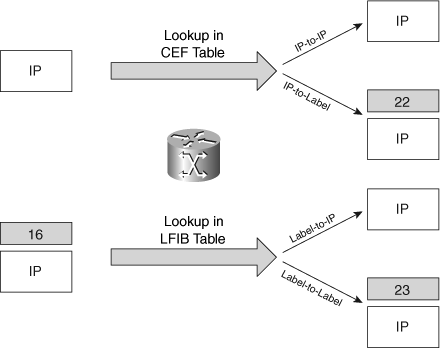 IP
Lookup in
CEF Table
IP-to-IP
IP
IP-to-Label
22
IP
16
IP
Lookup in
LFIB Table
Label-to-IP
IP
Label-to-Label
23
IP